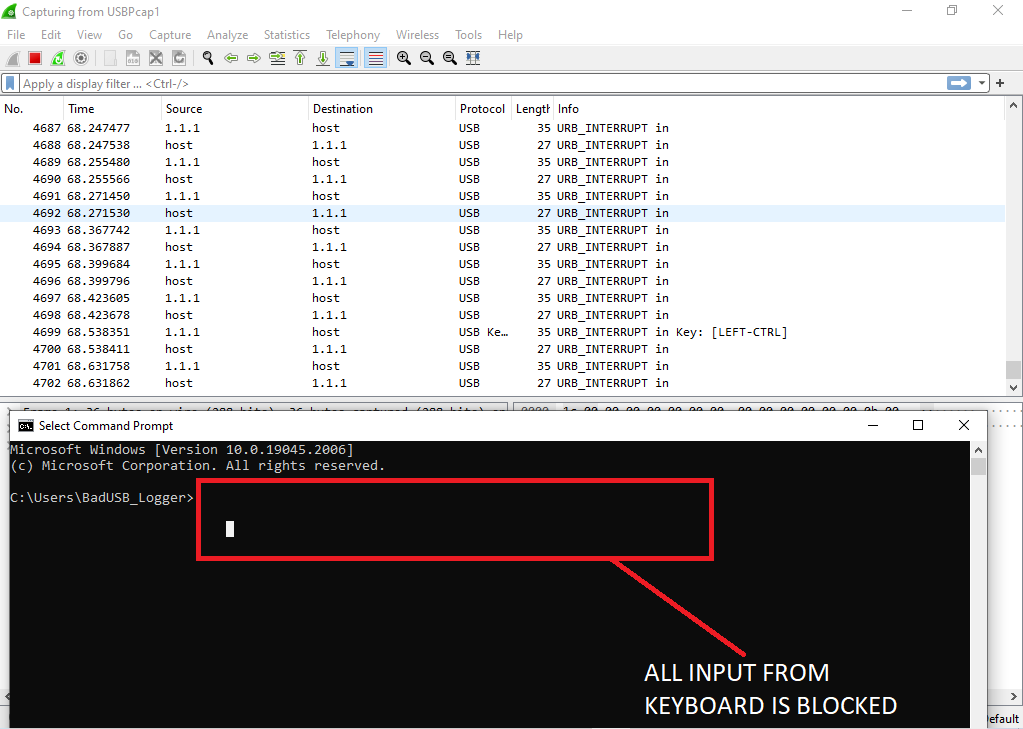 Capturing from USBPcap1
File Edit View Go Capture Analyze Statistics Telephony Wireless Tools Help
Apply a display filter ... <Ctrl-/>
No. Time Source Destination Protocol Length Info
4687 68.247477 1.1.1 host USB 35 URB_INTERRUPT in
4688 68.247538 host 1.1.1 USB 27 URB_INTERRUPT in
4689 68.255480 1.1.1 host USB 35 URB_INTERRUPT in
4690 68.255566 host 1.1.1 USB 27 URB_INTERRUPT in
4691 68.271450 1.1.1 host USB 35 URB_INTERRUPT in
4692 68.271530 host 1.1.1 USB 27 URB_INTERRUPT in
4693 68.367742 1.1.1 host USB 35 URB_INTERRUPT in
4694 68.367887 host 1.1.1 USB 27 URB_INTERRUPT in
4695 68.399684 1.1.1 host USB 35 URB_INTERRUPT in
4696 68.399796 host 1.1.1 USB 27 URB_INTERRUPT in
4697 68.423605 1.1.1 host USB 35 URB_INTERRUPT in
4698 68.423678 host 1.1.1 USB 27 URB_INTERRUPT in
4699 68.538351 1.1.1 host USB Ke… 35 URB_INTERRUPT in Key: [LEFT-CTRL]
4700 68.538411 host 1.1.1 USB 27 URB_INTERRUPT in
4701 68.631758 1.1.1 host USB 35 URB_INTERRUPT in
4702 68.631862 host 1.1.1 USB 27 URB_INTERRUPT in
Select Command Prompt
Microsoft Windows [Version 10.0.19045.2006]
(c) Microsoft Corporation. All rights reserved.
C:\Users\BadUSB_Logger>
ALL INPUT FROM
KEYBOARD IS BLOCKED
efault